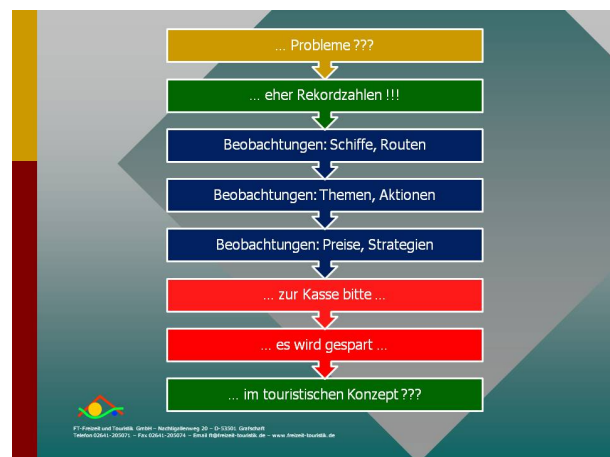 ... Probleme ???
... eher Rekordzahlen !!!
Beobachtungen: Schiffe, Routen
Beobachtungen: Themen, Aktionen
Beobachtungen: Preise, Strategien
... zur Kasse bitte ...
... es wird gespart ...
... im touristischen Konzept ???
FT-Freizeit und Touristik GmbH – Nachtigallenweg 20 – D-53501 Grafschaft
Telefon 02641-205071 – Fax 02641-205074 – Email ft@freizeit-touristik.de – www.freizeit-touristik.de